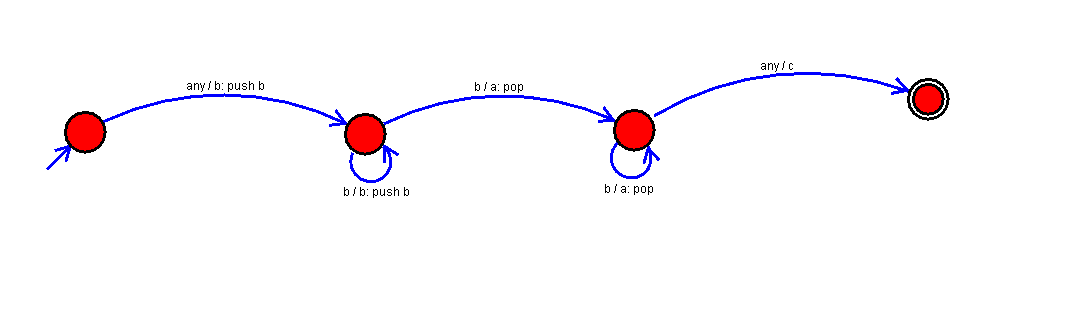 any / b: push b
b / a: pop
any / c
b / b: push b
b / a: pop